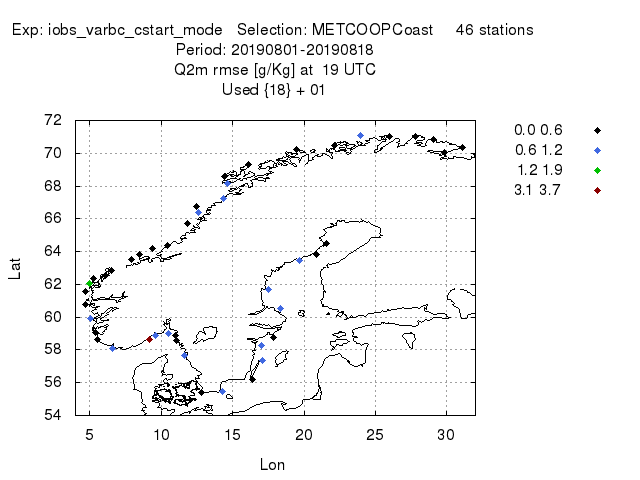 Exp: iobs_varbc_cstart_mode Selection: METCOOPCoast 46 stations
Period: 20190801-20190818
Q2m rmse [g/Kg] at 19 UTC
Used {18} + 01
72
70
68
66
64
62
60
58
56
54
Lat
5 10 15 20 25 30
Lon
0.0 0.6
0.6 1.2
1.2 1.9
3.1 3.7